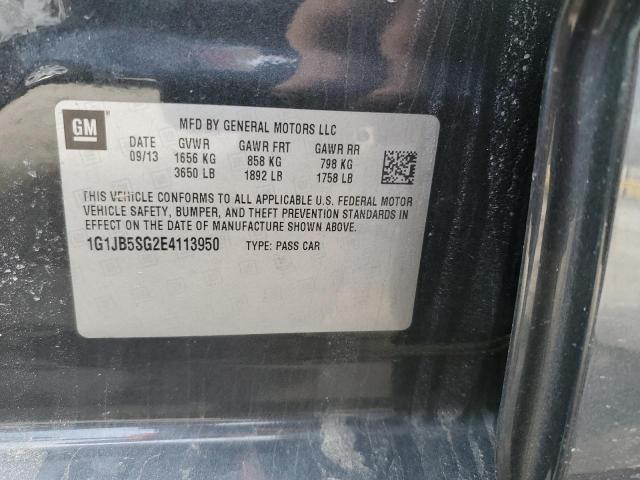 GM
MFD BY GENERAL MOTORS LLC
DATE GVWR GAWR FRT GAWR RR
09/13 1656 KG 858 KG 798 KG
3650 LB 1892 LB 1758 LB
THIS VEHICLE CONFORMS TO ALL APPLICABLE U.S. FEDERAL MOTOR
VEHICLE SAFETY, BUMPER, AND THEFT PREVENTION STANDARDS IN
EFFECT ON THE DATE OF MANUFACTURE SHOWN ABOVE.
1G1JB5SG2E4113950 TYPE: PASS CAR